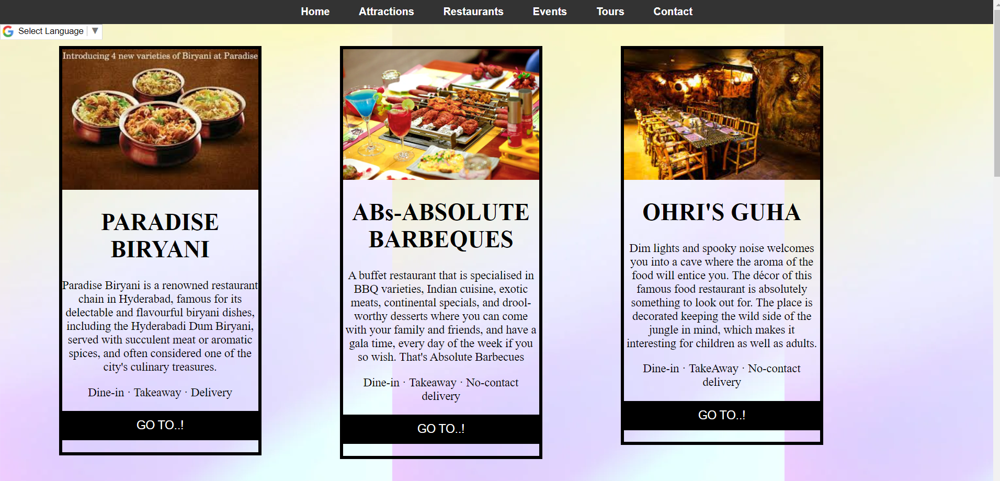 Home Attractions Restaurants Events Tours Contact
Select Language ▼
Introducing 4 new varieties of Biryani at Paradise
PARADISE
BIRYANI
Paradise Biryani is a renowned restaurant
chain in Hyderabad, famous for its
delectable and flavourful biryani dishes,
including the Hyderabadi Dum Biryani,
served with succulent meat or aromatic
spices, and often considered one of the
city's culinary treasures.
Dine-in · Takeaway · Delivery
GO TO..!
ABs-ABSOLUTE
BARBEQUES
A buffet restaurant that is specialised in
BBQ varieties, Indian cuisine, exotic
meats, continental specials, and drool-
worthy desserts where you can come
with your family and friends, and have a
gala time, every day of the week if you
so wish. That's Absolute Barbecues
Dine-in · Takeaway · No-contact
delivery
GO TO..!
OHRI'S GUHA
Dim lights and spooky noise welcomes
you into a cave where the aroma of the
food will entice you. The décor of this
famous food restaurant is absolutely
something to look out for. The place is
decorated keeping the wild side of the
jungle in mind, which makes it
interesting for children as well as adults.
Dine-in · TakeAway · No-contact
delivery
GO TO..!